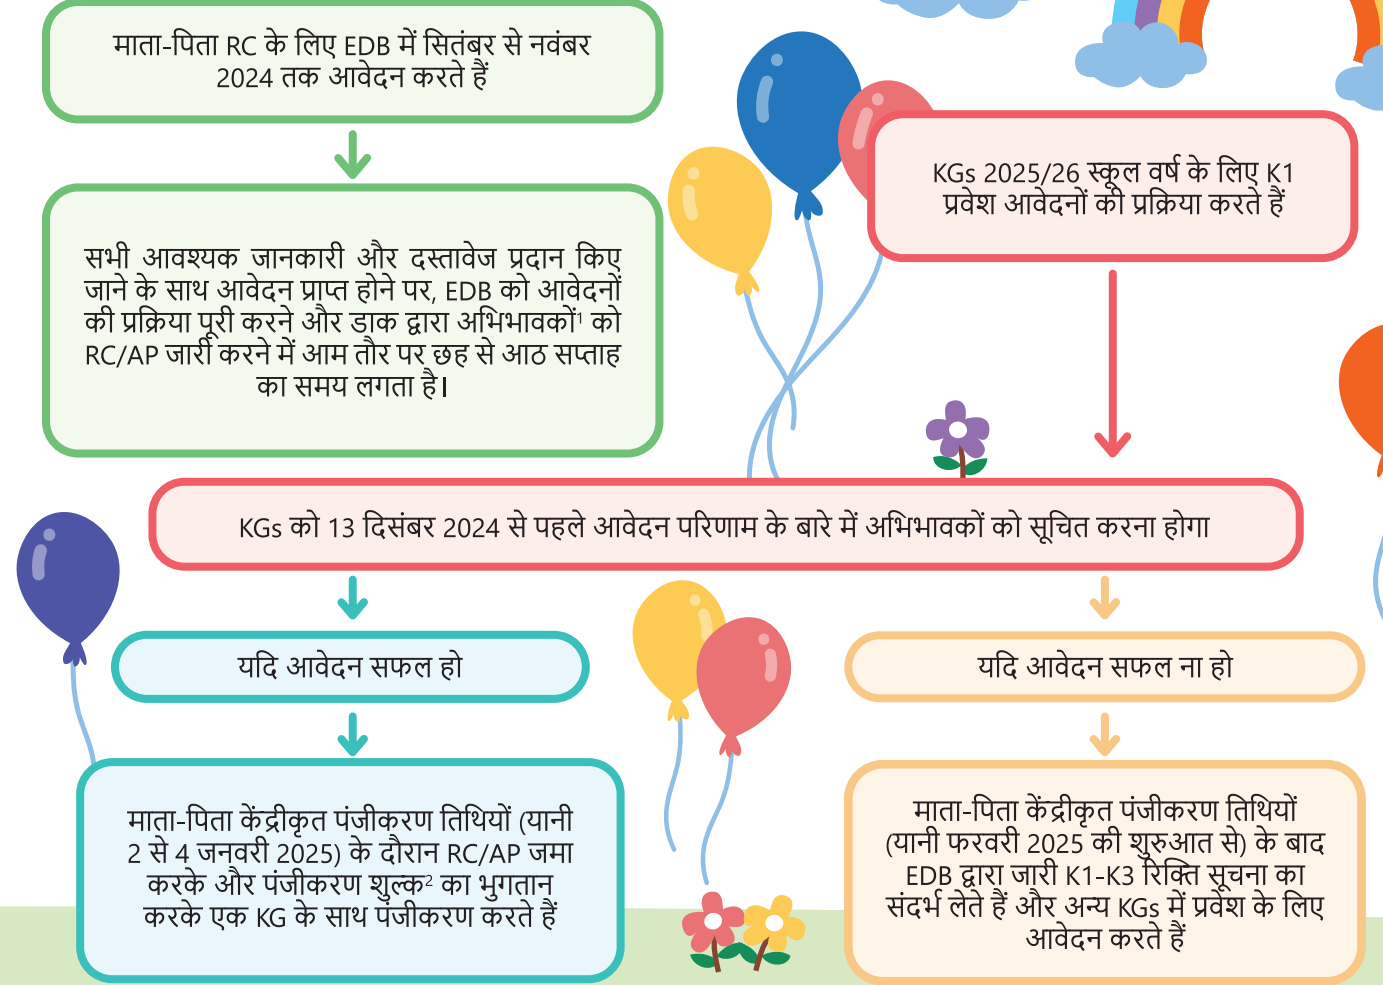 माता-पिता RC के लिए EDB में सितंबर से नवंबर
2024 तक आवेदन करते हैं
KGs 2025/26 स्कूल वर्ष के लिए K1
प्रवेश आवेदनों की प्रक्रिया करते हैं
सभी आवश्यक जानकारी और दस्तावेज प्रदान किए
जाने के साथ आवेदन प्राप्त होने पर, EDB को आवेदनों
की प्रक्रिया पूरी करने और डाक द्वारा अभिभावकों¹ को
RC/AP जारी करने में आम तौर पर छह से आठ सप्ताह
का समय लगता है।
KGs को 13 दिसंबर 2024 से पहले आवेदन परिणाम के बारे में अभिभावकों को सूचित करना होगा
यदि आवेदन सफल हो
माता-पिता केंद्रीकृत पंजीकरण तिथियों (यानी
2 से 4 जनवरी 2025) के दौरान RC/AP जमा
करके और पंजीकरण शुल्क² का भुगतान
करके एक KG के साथ पंजीकरण करते हैं
यदि आवेदन सफल ना हो
माता-पिता केंद्रीकृत पंजीकरण तिथियों
(यानी फरवरी 2025 की शुरुआत से) के बाद
EDB द्वारा जारी K1-K3 रिक्ति सूचना का
संदर्भ लेते हैं और अन्य KGs में प्रवेश के लिए
आवेदन करते हैं